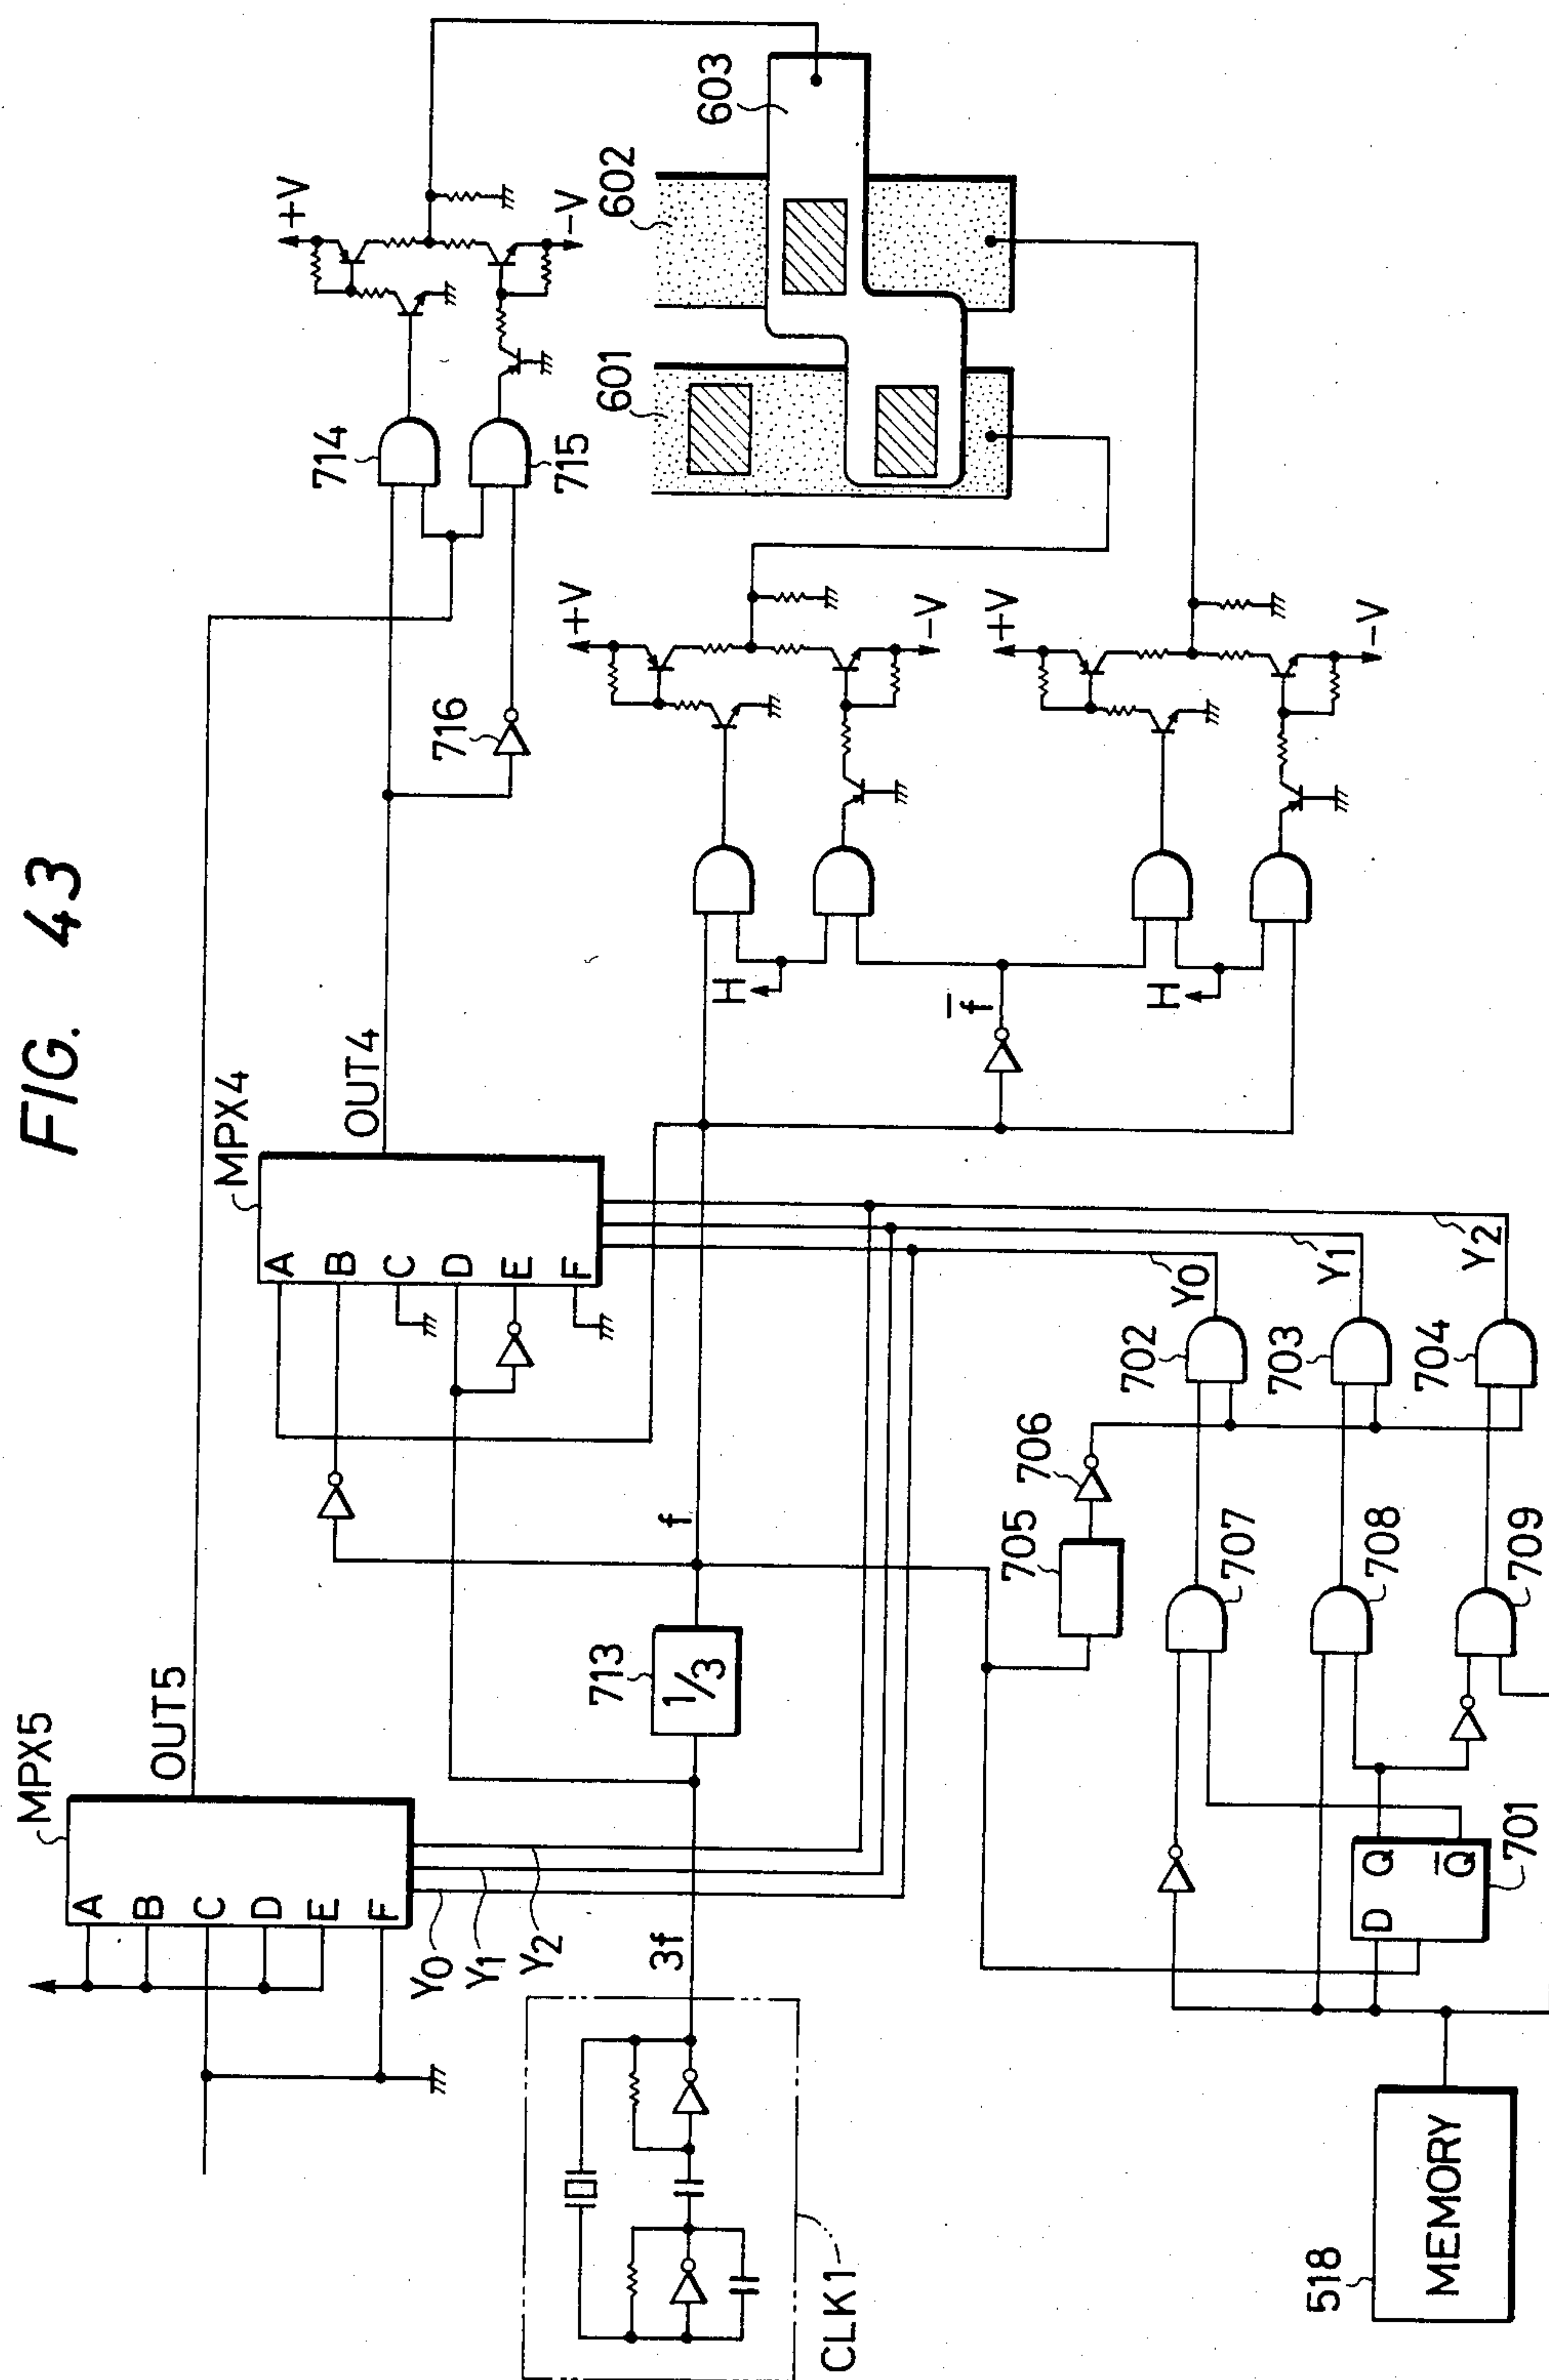 FIG. 43
MPX5
A
B
C
D
E
F
OUT5
Y0
Y1
Y2
MPX4
A
B
C
D
E
F
OUT4
714
715
716
+V
-V
601
602
603
+V
-V
+V
-V
H
H
f̅
f
3f
713
1/3
CLK1
705
706
702
703
704
Y0
Y1
Y2
707
708
709
D
Q
Q̅
701
518
MEMORY